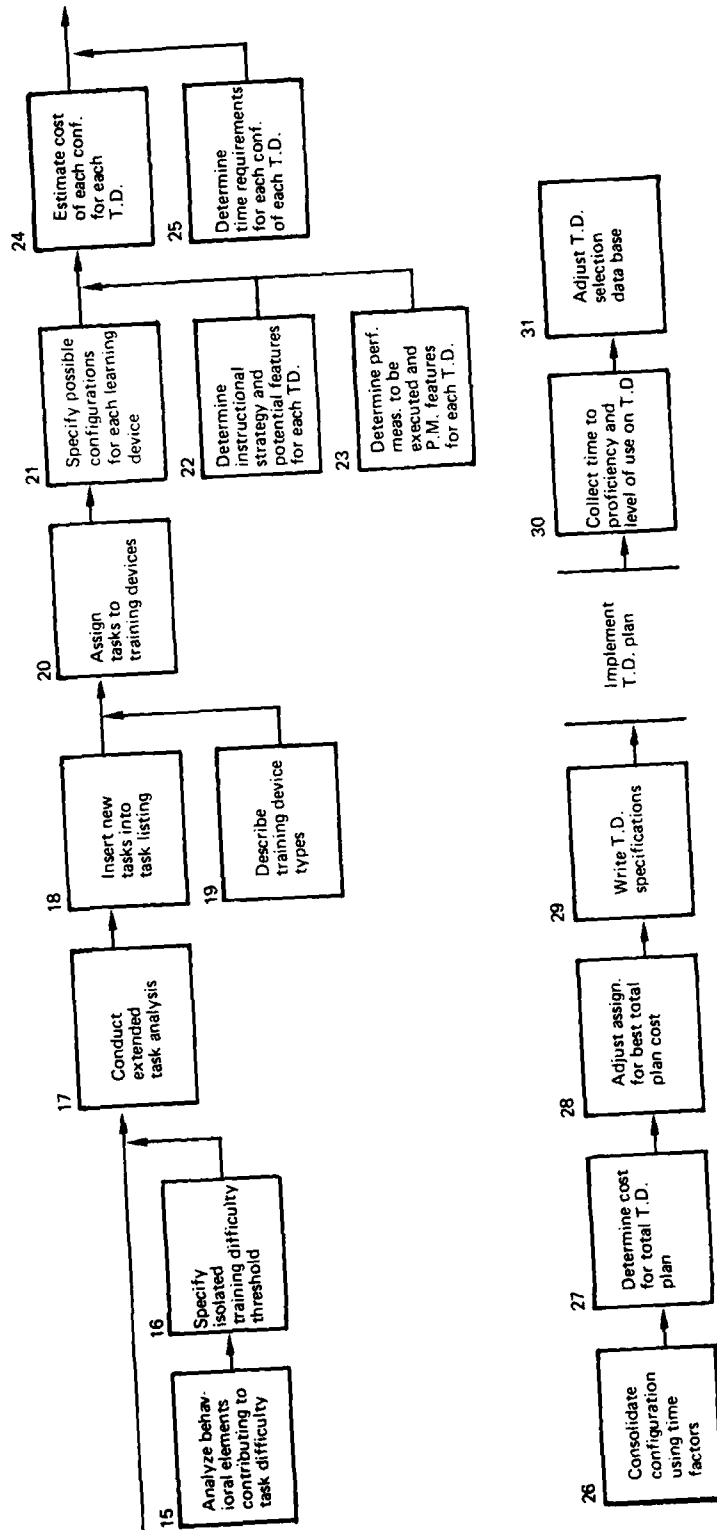 15
Analyze behav-
ioral elements
contributing to
task difficulty
16
Specify
isolated
training difficulty
threshold
17
Conduct
extended
task analysis
18
Insert new
tasks into
task listing
19
Describe
training device
types
20
Assign
tasks to
training devices
21
Specify possible
configurations
for each learning
device
22
Determine
instructional
strategy and
potential features
for each TD.
23
Determine perf.
meas. to be
executed and
P.M. features
for each T.D.
24
Estimate cost
of each conf.
for each
T.D.
25
Determine
time requirements
for each conf.
of each T.D.
26
Consolidate
configuration
using time
factors
27
Determine cost
for total T.D.
plan
28
Adjust assign.
for best total
plan cost
29
Write T.D.
specifications
Implement
T.D. plan
30
Collect time to
proficiency and
level of use on T.D
31
Adjust T.D.
selection
data base